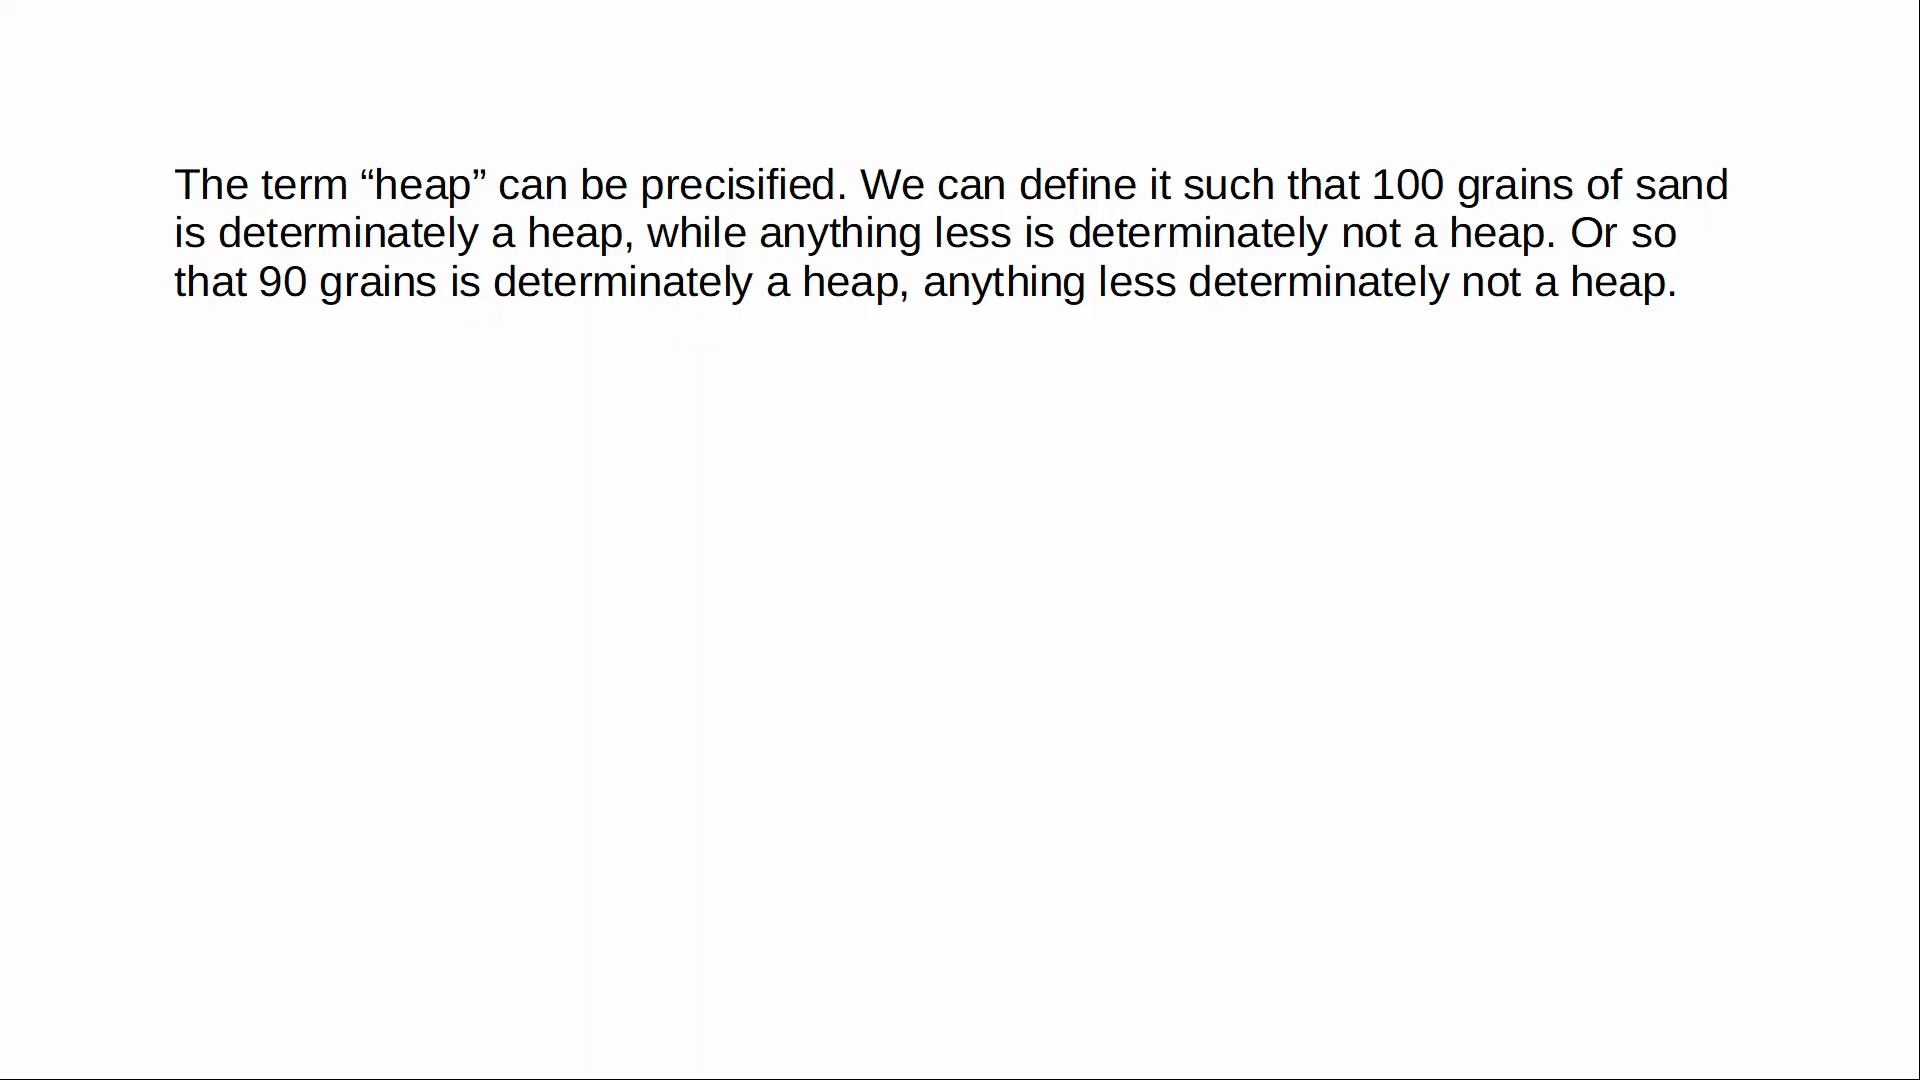 The term “heap” can be precisified. We can define it such that 100 grains of sand
is determinately a heap, while anything less is determinately not a heap. Or so
that 90 grains is determinately a heap, anything less determinately not a heap.